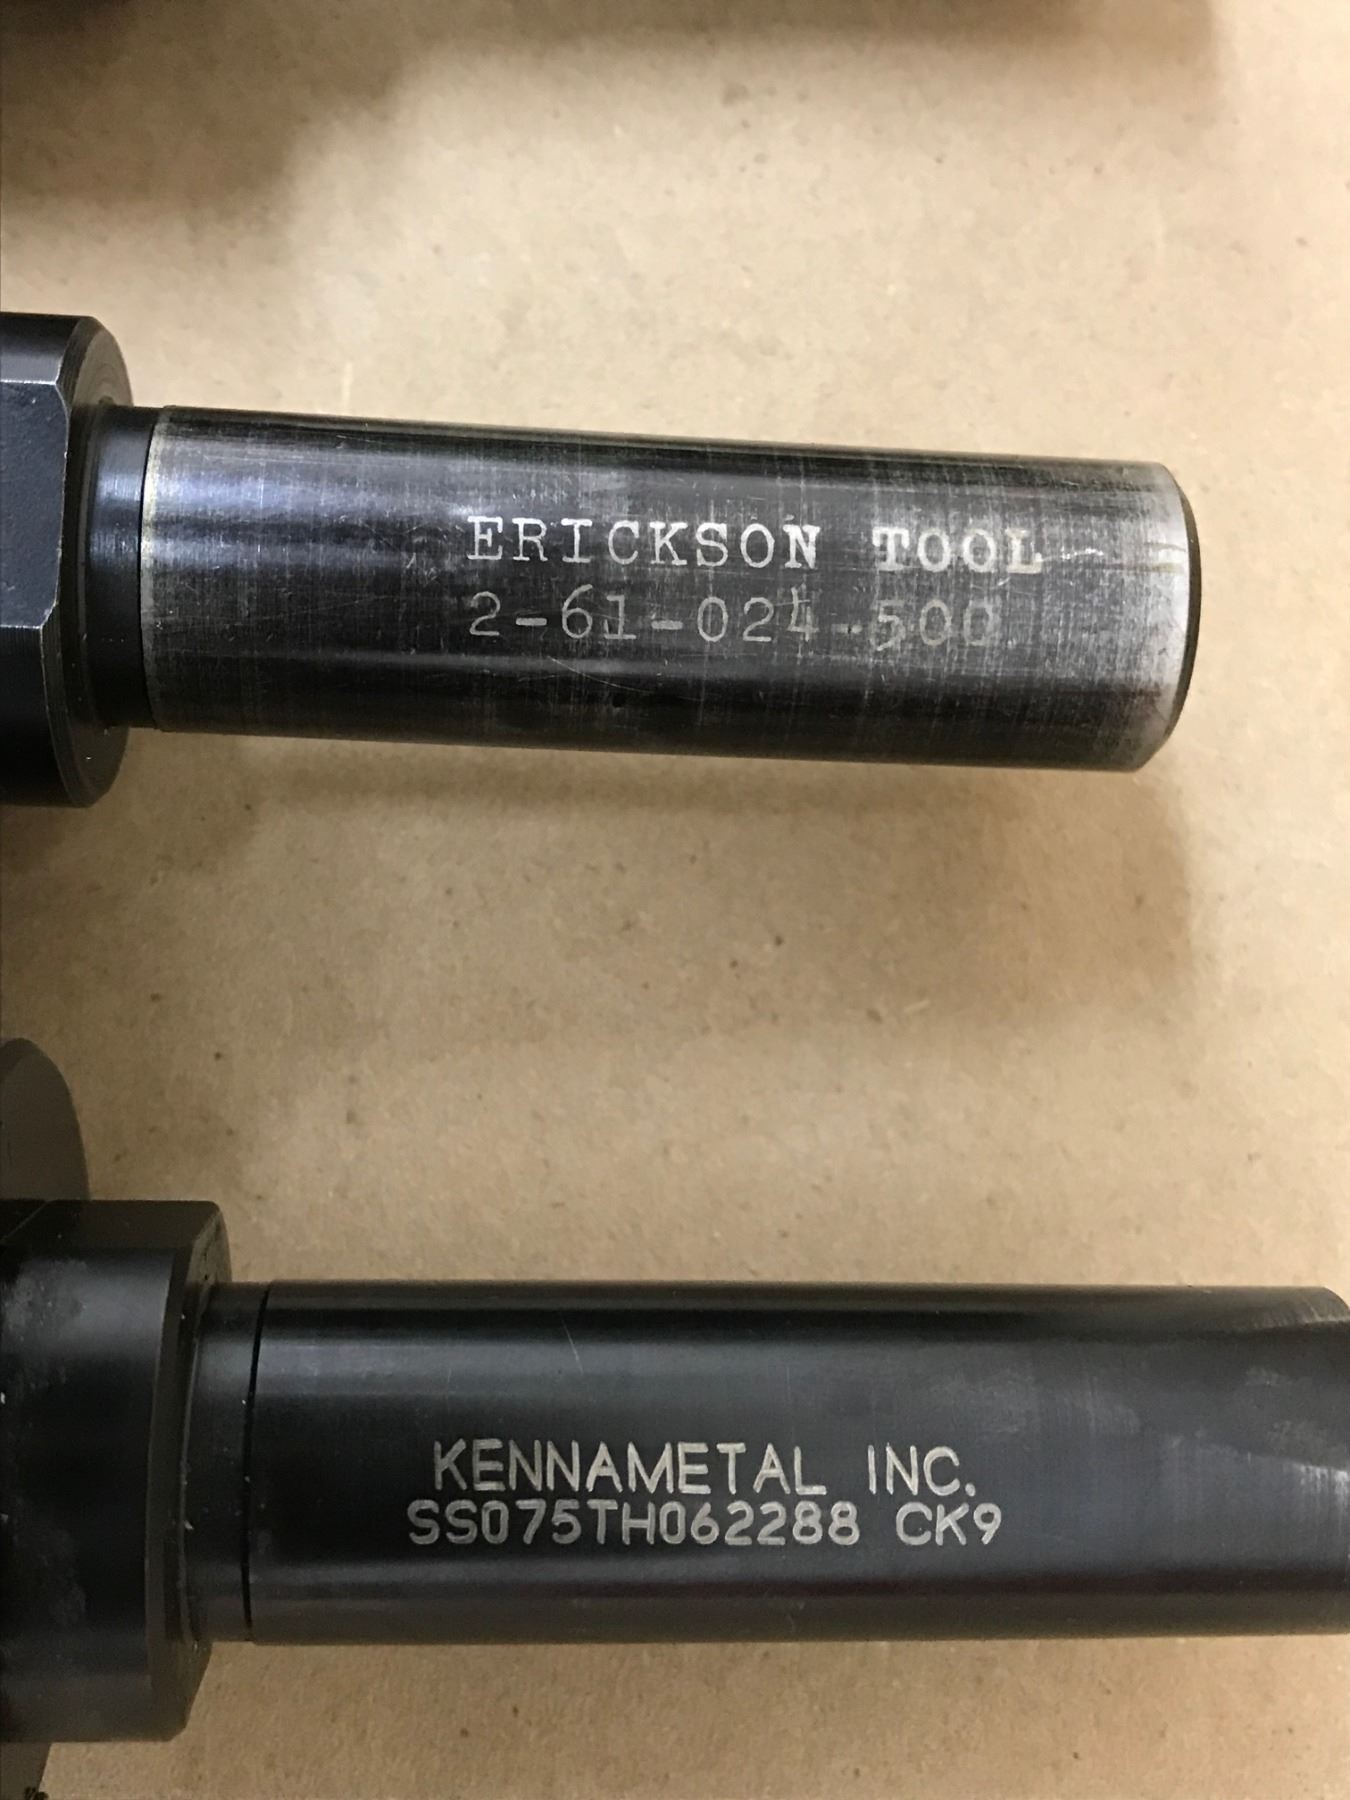 ERICKSON TOOL
2-61-024-500
KENNAMETAL INC.
SS075TH062288 CK9